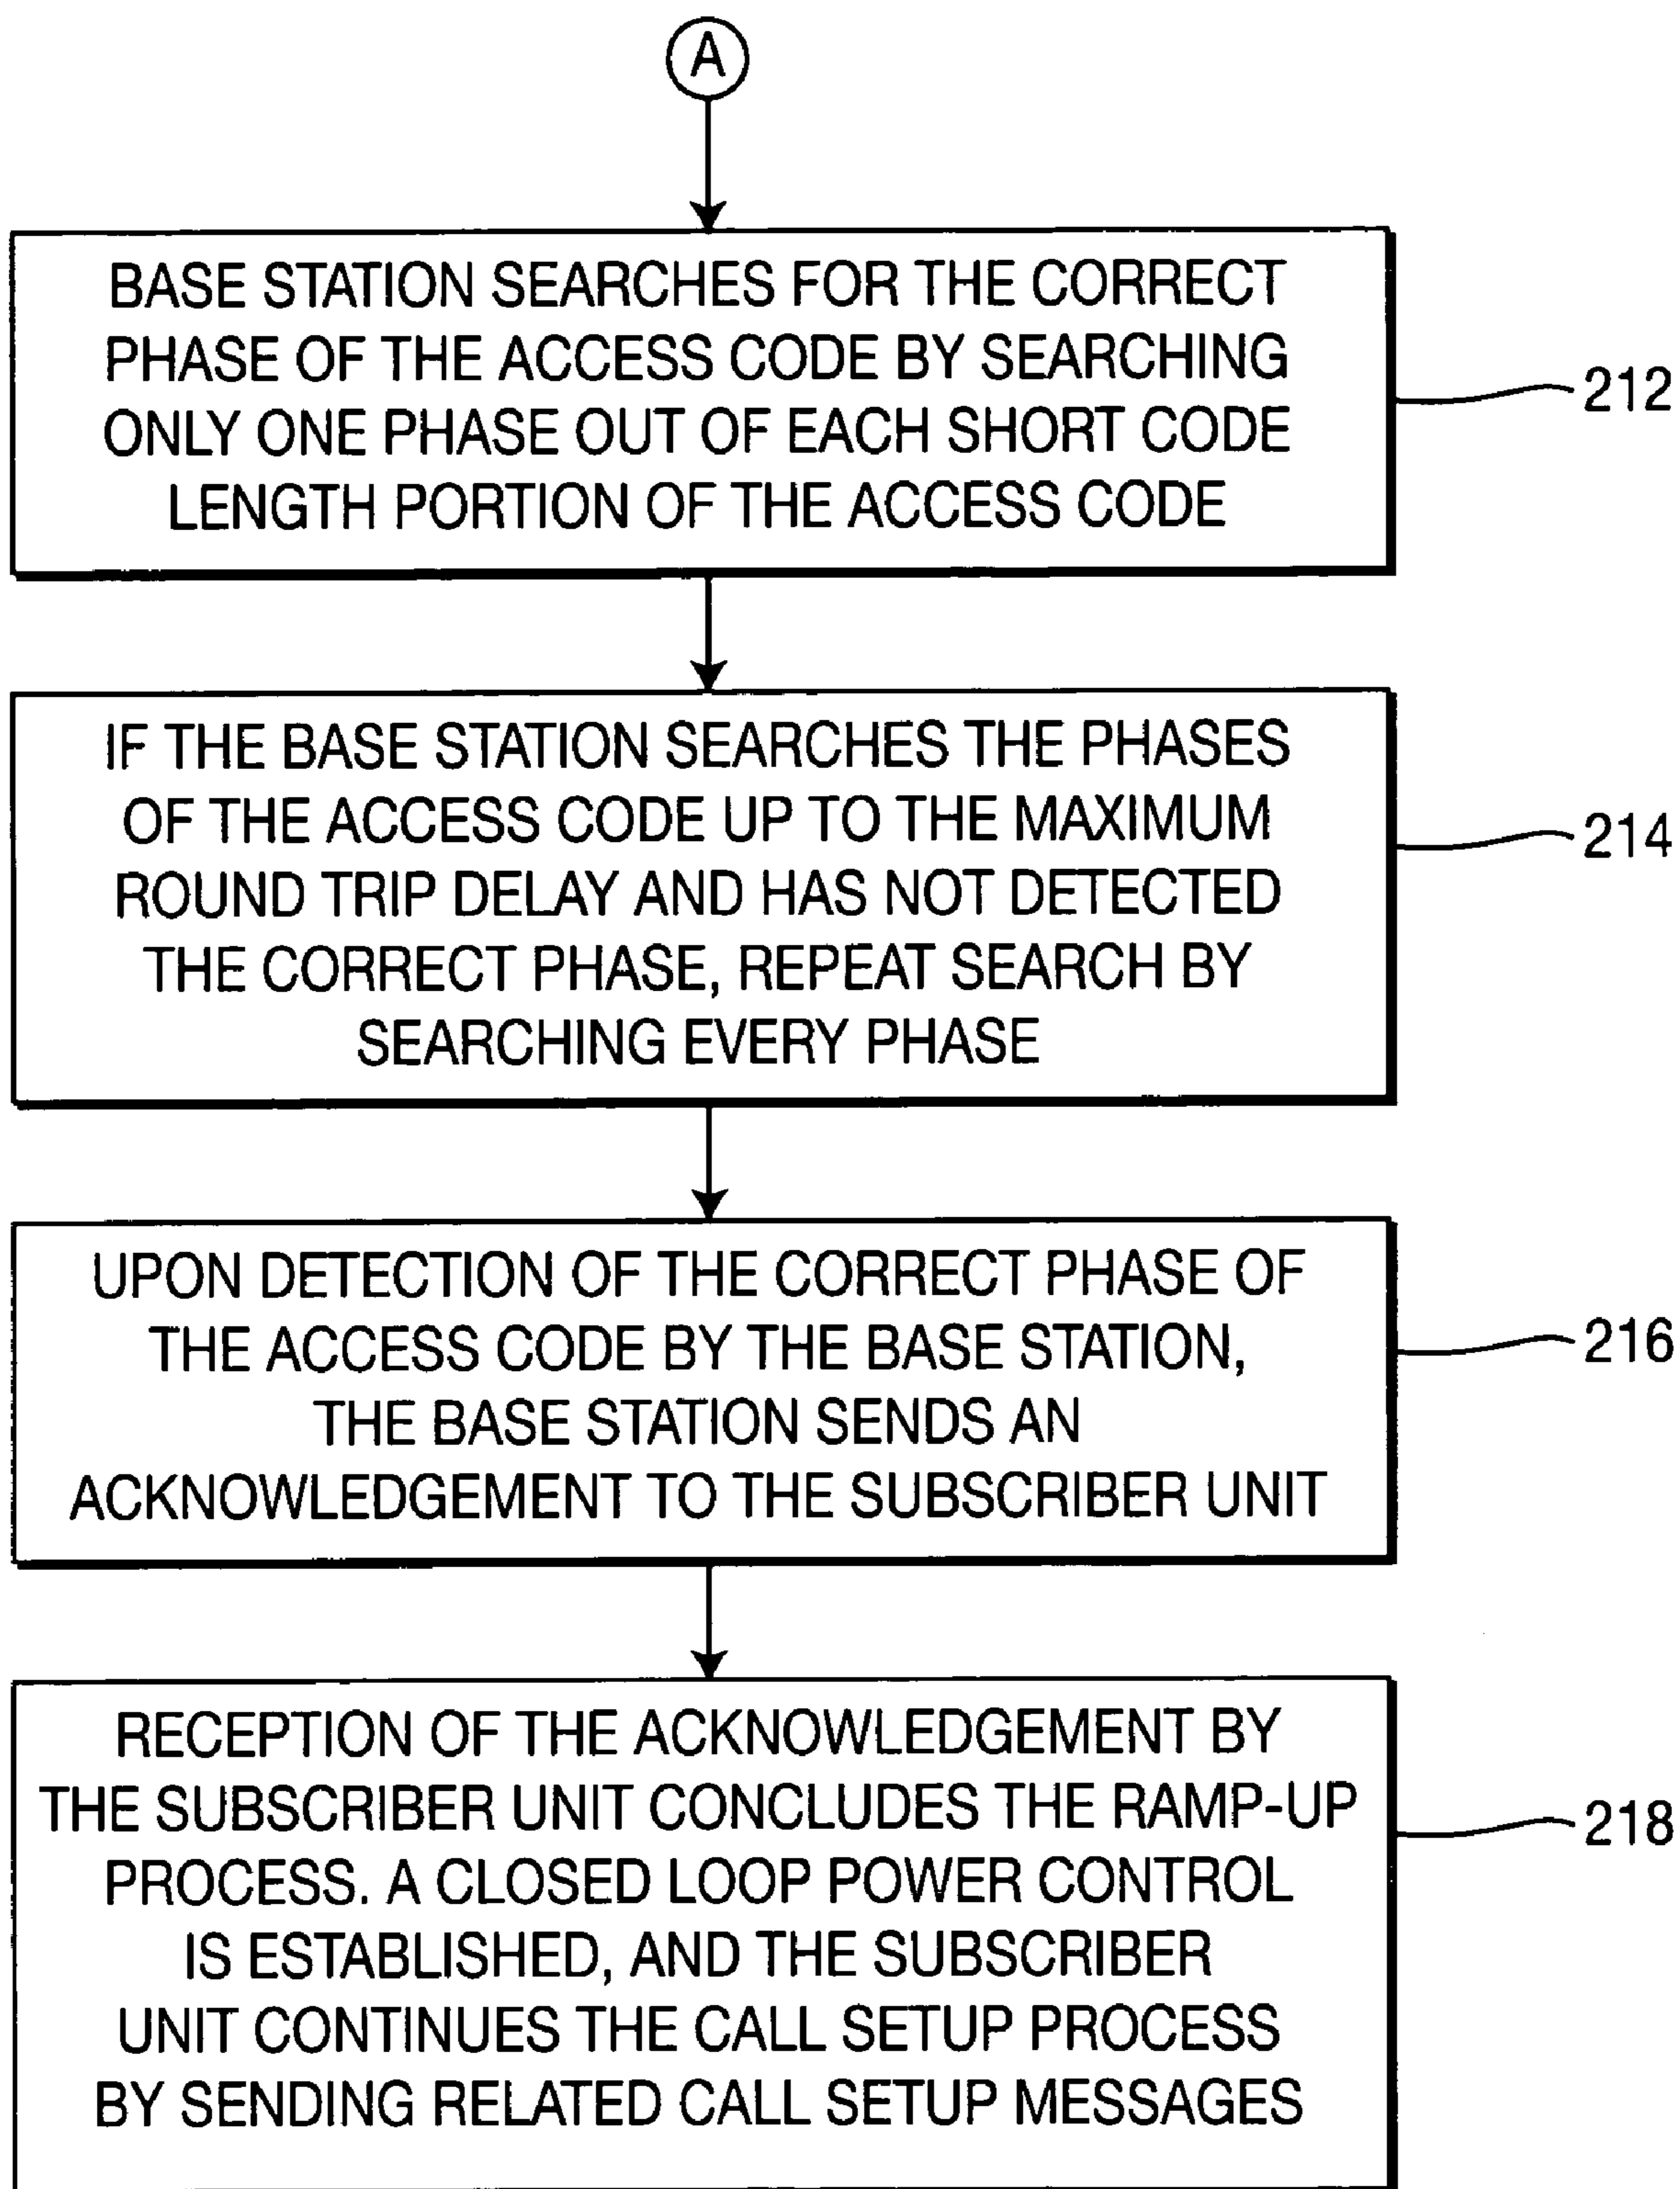 A
BASE STATION SEARCHES FOR THE CORRECT
PHASE OF THE ACCESS CODE BY SEARCHING
ONLY ONE PHASE OUT OF EACH SHORT CODE
LENGTH PORTION OF THE ACCESS CODE
212
IF THE BASE STATION SEARCHES THE PHASES
OF THE ACCESS CODE UP TO THE MAXIMUM
ROUND TRIP DELAY AND HAS NOT DETECTED
THE CORRECT PHASE, REPEAT SEARCH BY
SEARCHING EVERY PHASE
214
UPON DETECTION OF THE CORRECT PHASE OF
THE ACCESS CODE BY THE BASE STATION,
THE BASE STATION SENDS AN
ACKNOWLEDGEMENT TO THE SUBSCRIBER UNIT
216
RECEPTION OF THE ACKNOWLEDGEMENT BY
THE SUBSCRIBER UNIT CONCLUDES THE RAMP-UP
PROCESS. A CLOSED LOOP POWER CONTROL
IS ESTABLISHED, AND THE SUBSCRIBER
UNIT CONTINUES THE CALL SETUP PROCESS
BY SENDING RELATED CALL SETUP MESSAGES
218